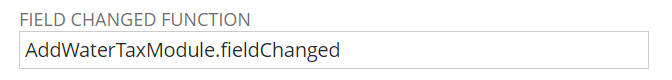 FIELD CHANGED FUNCTION
AddWaterTaxModule.fieldChanged